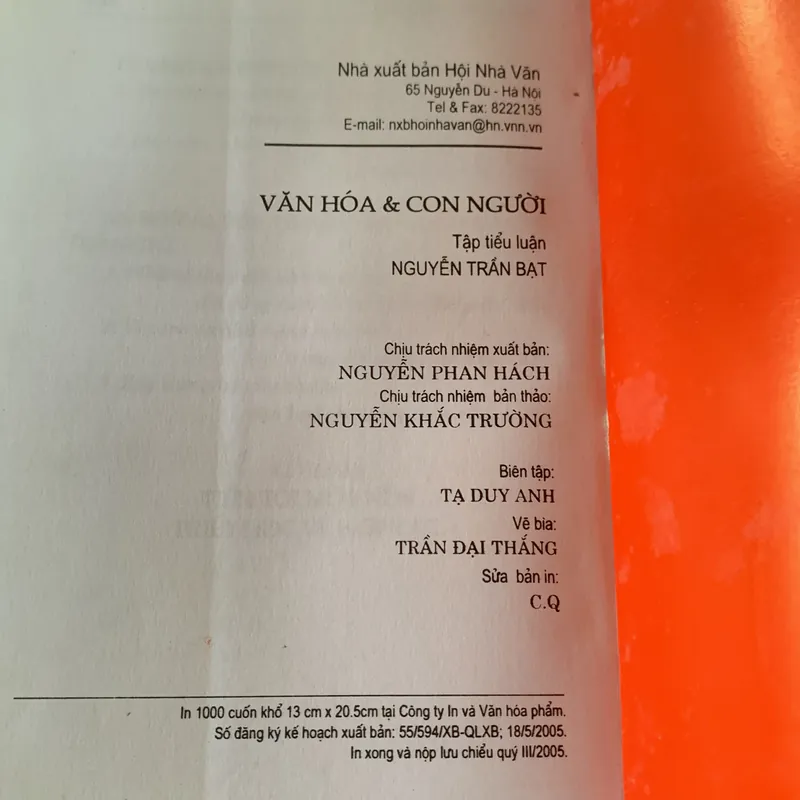 Nhà xuất bản Hội Nhà Văn
65 Nguyễn Du - Hà Nội
Tel & Fax: 8222135
E-mail: nxbhoinhavan@hn.vnn.vn
VĂN HÓA & CON NGƯỜI
Tập tiểu luận
NGUYỄN TRẦN BẠT
Chịu trách nhiệm xuất bản:
NGUYỄN PHAN HÁCH
Chịu trách nhiệm bản thảo:
NGUYỄN KHẮC TRƯỜNG
Biên tập:
TẠ DUY ANH
Vẽ bìa:
TRẦN ĐẠI THẮNG
Sửa bản in:
C.Q
In 1000 cuốn khổ 13 cm x 20.5cm tại Công ty In và Văn hóa phẩm.
Số đăng ký kế hoạch xuất bản: 55/594/XB-QLXB; 18/5/2005.
In xong và nộp lưu chiểu quý III/2005.